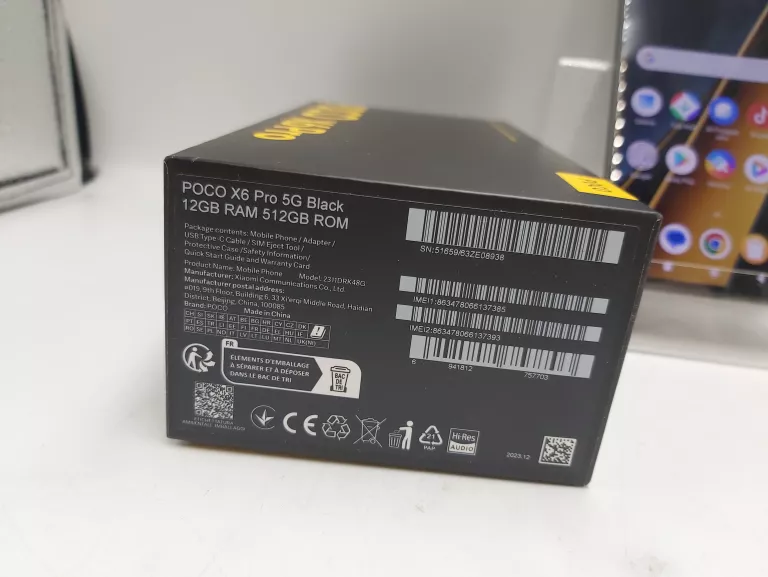 POCO X6 Pro 5G Black
12GB RAM 512GB ROM
Package contents: Mobile Phone / Adapter /
USB Type-C Cable / SIM Eject Tool /
Protective Case /Safety Information/
Quick Start Guide and Warranty Card
Product Name: Mobile Phone Model: 2311DRK48G
Manufacturer: Xiaomi Communications Co., Ltd.
Manufacturer postal address:
#019, 9th Floor, Building 6, 33 Xi'erqi Middle Road, Haidian
District, Beijing, China, 100085
Brand: POCO Made in China
SN:51659/63ZE08938
IMEI1:863478066137385
IMEI2:863478066137393
6 941812 757703
FR
ÉLÉMENTS D'EMBALLAGE
À SÉPARER ET À DÉPOSER
DANS LE BAC DE TRI
BAC
DE
TRI
CE
21
PAP
Hi-Res
AUDIO
2023.12